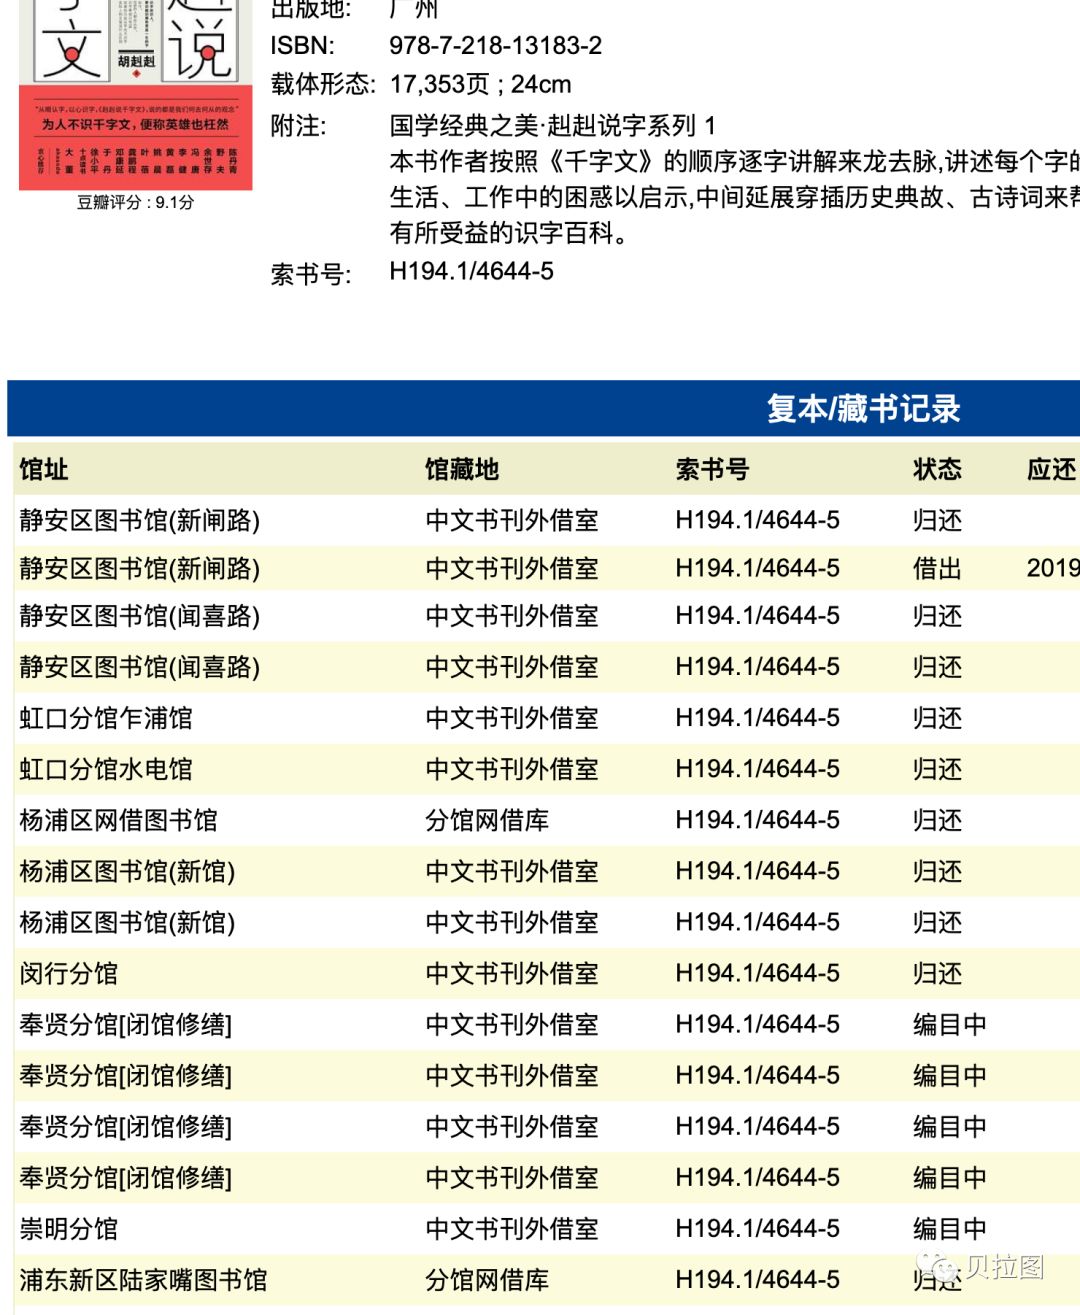 文
说
胡赳赳
为人不识千字文，便称英雄也枉然
豆瓣评分 : 9.1分
出版地: 广州
ISBN: 978-7-218-13183-2
载体形态: 17,353页 ; 24cm
附注: 国学经典之美·赳赳说字系列 1
本书作者按照《千字文》的顺序逐字讲解来龙去脉,讲述每个字的
生活、工作中的困惑以启示,中间延展穿插历史典故、古诗词来帮
有所受益的识字百科。
索书号: H194.1/4644-5
复本/藏书记录
馆址 馆藏地 索书号 状态 应还
静安区图书馆(新闸路) 中文书刊外借室 H194.1/4644-5 归还
静安区图书馆(新闸路) 中文书刊外借室 H194.1/4644-5 借出 2019
静安区图书馆(闻喜路) 中文书刊外借室 H194.1/4644-5 归还
静安区图书馆(闻喜路) 中文书刊外借室 H194.1/4644-5 归还
虹口分馆乍浦馆 中文书刊外借室 H194.1/4644-5 归还
虹口分馆水电馆 中文书刊外借室 H194.1/4644-5 归还
杨浦区网借图书馆 分馆网借库 H194.1/4644-5 归还
杨浦区图书馆(新馆) 中文书刊外借室 H194.1/4644-5 归还
杨浦区图书馆(新馆) 中文书刊外借室 H194.1/4644-5 归还
闵行分馆 中文书刊外借室 H194.1/4644-5 归还
奉贤分馆[闭馆修缮] 中文书刊外借室 H194.1/4644-5 编目中
奉贤分馆[闭馆修缮] 中文书刊外借室 H194.1/4644-5 编目中
奉贤分馆[闭馆修缮] 中文书刊外借室 H194.1/4644-5 编目中
奉贤分馆[闭馆修缮] 中文书刊外借室 H194.1/4644-5 编目中
崇明分馆 中文书刊外借室 H194.1/4644-5 编目中
浦东新区陆家嘴图书馆 分馆网借库 H194.1/4644-5 归还
贝拉图